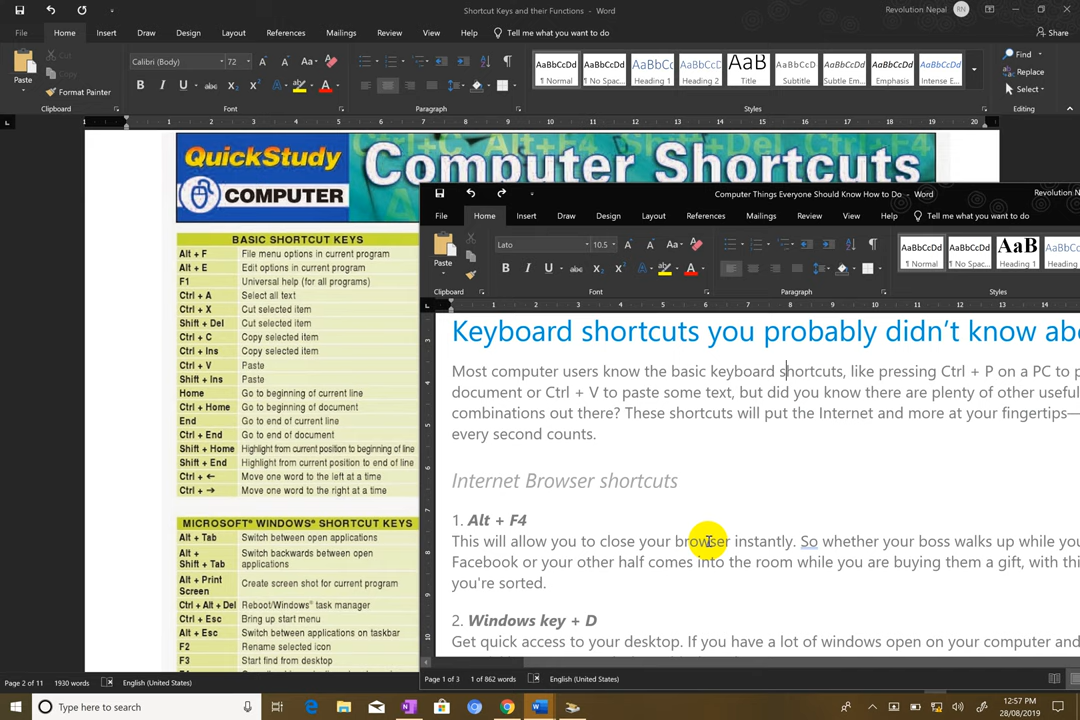 Shortcut Keys and their Functions - Word
Revolution Nepal RN
File Home Insert Draw Design Layout References Mailings Review View Help Tell me what you want to do Share
Paste Cut Copy Format Painter
Calibri (Body) 72
AaBbCcDd AaBbCcDd AaBbCcDd AaBbCcDd AaB AaBbCcDd AaBbCcDd AaBbCcDd AaBbCcDd
¶ Normal ¶ No Spac... Heading 1 Heading 2 Title Subtitle Subtle Em... Emphasis Intense E...
Find Replace Select
Clipboard Font Paragraph Styles Editing
QuickStudy
COMPUTER
Computer Shortcuts
BASIC SHORTCUT KEYS
Alt + F File menu options in current program
Alt + E Edit options in current program
F1 Universal help (for all programs)
Ctrl + A Select all text
Ctrl + X Cut selected item
Shift + Del Cut selected item
Ctrl + C Copy selected item
Ctrl + Ins Copy selected item
Ctrl + V Paste
Shift + Ins Paste
Home Go to beginning of current line
Ctrl + Home Go to beginning of document
End Go to end of current line
Ctrl + End Go to end of document
Shift + Home Highlight from current position to beginning of line
Shift + End Highlight from current position to end of line
Ctrl + ← Move one word to the left at a time
Ctrl + → Move one word to the right at a time
MICROSOFT® WINDOWS® SHORTCUT KEYS
Alt + Tab Switch between open applications
Alt + Shift + Tab Switch backwards between open applications
Alt + Print Screen Create screen shot for current program
Ctrl + Alt + Del Reboot/Windows® task manager
Ctrl + Esc Bring up start menu
Alt + Esc Switch between applications on taskbar
F2 Rename selected icon
F3 Start find from desktop
Page 2 of 11 1930 words English (United States)
Computer Things Everyone Should Know How to Do - Word
Revolution N
File Home Insert Draw Design Layout References Mailings Review View Help Tell me what you want to do
Paste
Lato 10.5
AaBbCcDd AaBbCcDd AaB AaBbCcDd
¶ Normal ¶ No Spac... Heading 1 Heading
Clipboard Font Paragraph Styles
Keyboard shortcuts you probably didn't know abo
Most computer users know the basic keyboard shortcuts, like pressing Ctrl + P on a PC to p
document or Ctrl + V to paste some text, but did you know there are plenty of other useful
combinations out there? These shortcuts will put the Internet and more at your fingertips—
every second counts.
Internet Browser shortcuts
1. Alt + F4
This will allow you to close your browser instantly. So whether your boss walks up while you
Facebook or your other half comes into the room while you are buying them a gift, with thi
you're sorted.
2. Windows key + D
Get quick access to your desktop. If you have a lot of windows open on your computer and
Page 1 of 3 1 of 862 words English (United States)
Type here to search
12:57 PM
28/08/2019